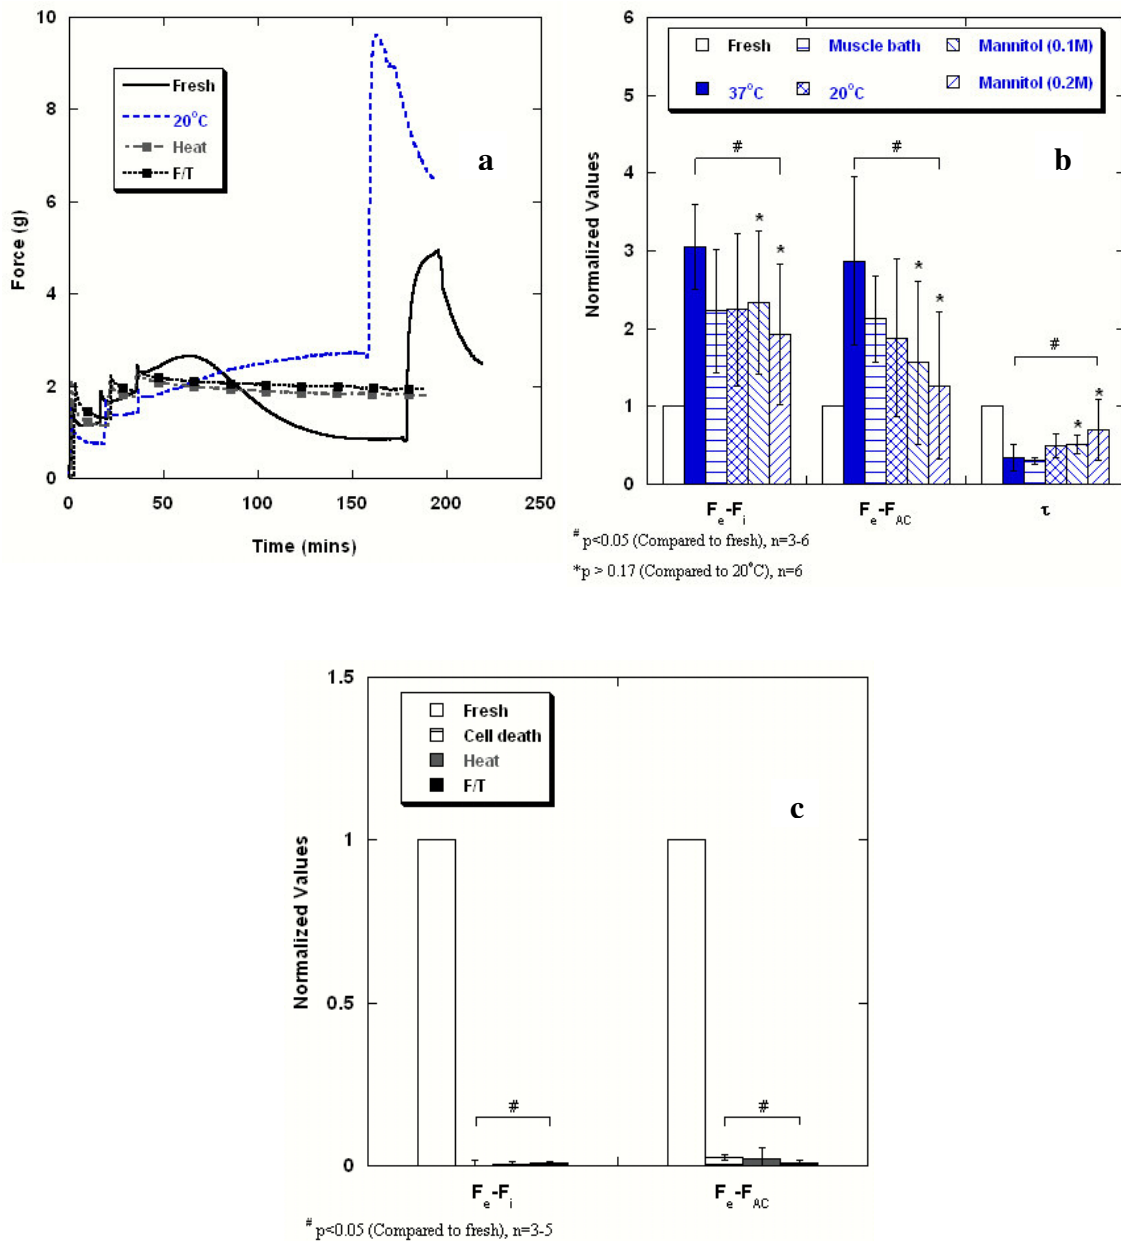 10
8
6
4
2
0
Force (g)
Fresh
20°C
Heat
F/T
a
0 50 100 150 200 250
Time (mins)
6
5
4
3
2
1
0
Normalized Values
Fresh Muscle bath Mannitol (0.1M)
37°C 20°C Mannitol (0.2M)
b
# # #
* * * * * *
Fe-Fi Fe-FAC τ
# p<0.05 (Compared to fresh), n=3-6
*p > 0.17 (Compared to 20°C), n=6
1.5
1
0.5
0
Normalized Values
Fresh
Cell death
Heat
F/T
c
# #
Fe-Fi Fe-FAC
# p<0.05 (Compared to fresh), n=3-5